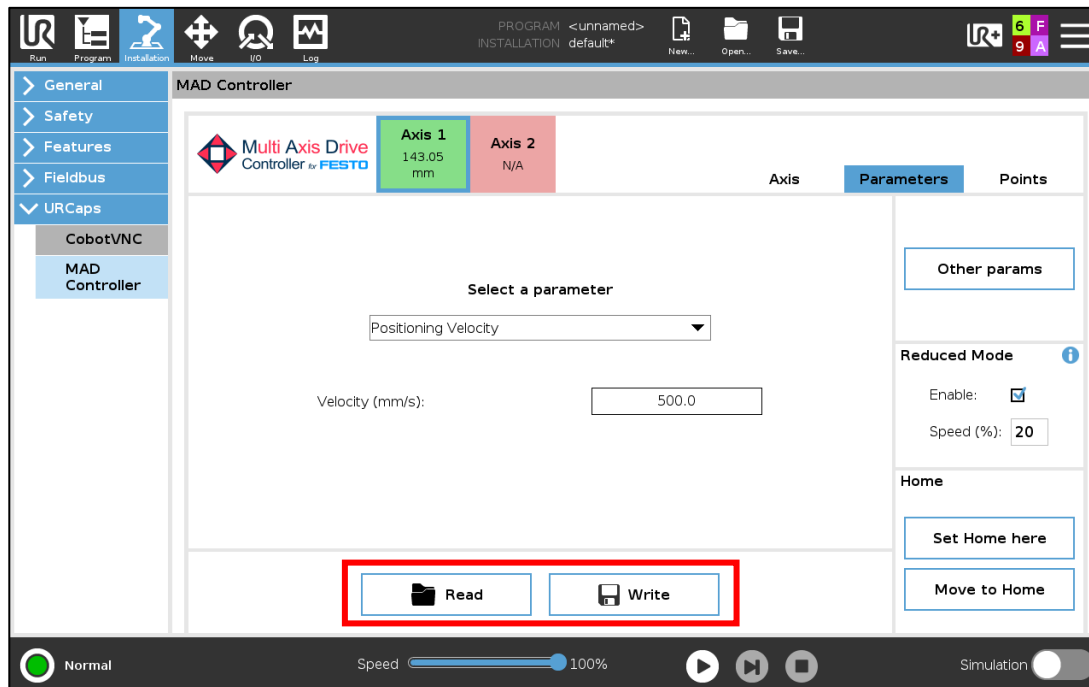 PROGRAM <unnamed>
INSTALLATION default*
Run
Program
Installation
Move
I/O
Log
New...
Open...
Save...
UR+
6 F
9 A
General
Safety
Features
Fieldbus
URCaps
CobotVNC
MAD
Controller
MAD Controller
Multi Axis Drive
Controller for FESTO
Axis 1
143.05
mm
Axis 2
N/A
Axis
Parameters
Points
Select a parameter
Positioning Velocity
Velocity (mm/s):
500.0
Read
Write
Other params
Reduced Mode
i
Enable:
Speed (%): 20
Home
Set Home here
Move to Home
Normal
Speed
100%
Simulation